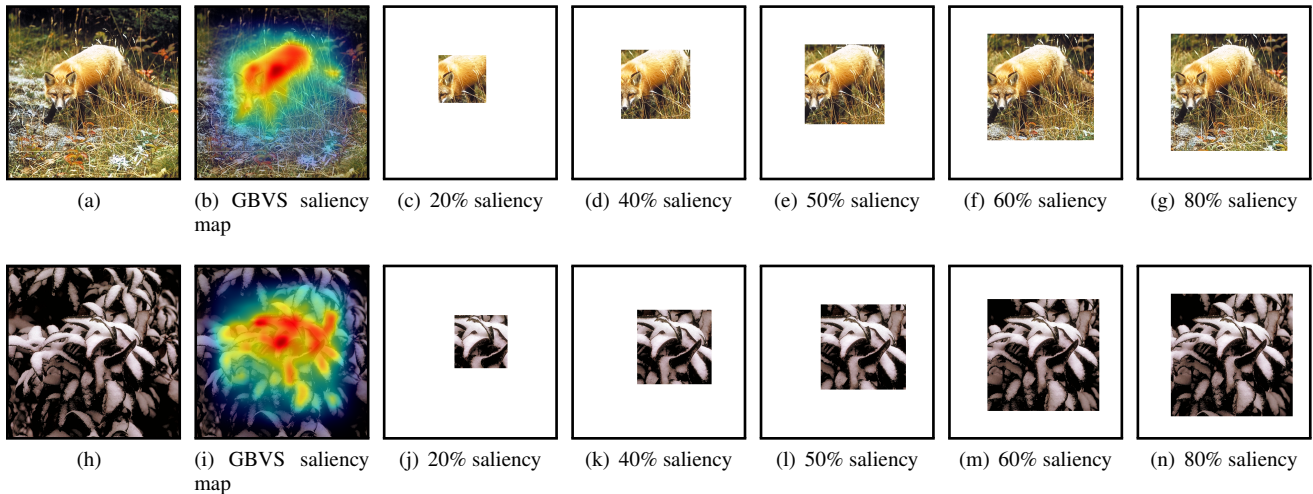 (a)
(b) GBVS saliency
map
(c) 20% saliency
(d) 40% saliency
(e) 50% saliency
(f) 60% saliency
(g) 80% saliency
(h)
(i) GBVS saliency
map
(j) 20% saliency
(k) 40% saliency
(l) 50% saliency
(m) 60% saliency
(n) 80% saliency